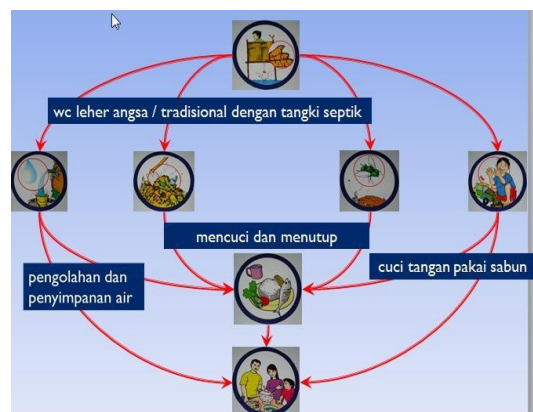 wc leher angsa / tradisional dengan tangki septik
mencuci dan menutup
cuci tangan pakai sabun
pengolahan dan
penyimpanan air